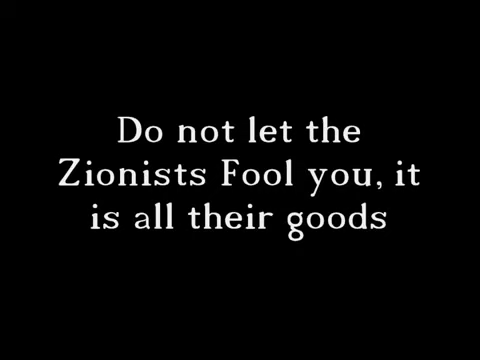 Do not let the
Zionists Fool you, it
is all their goods